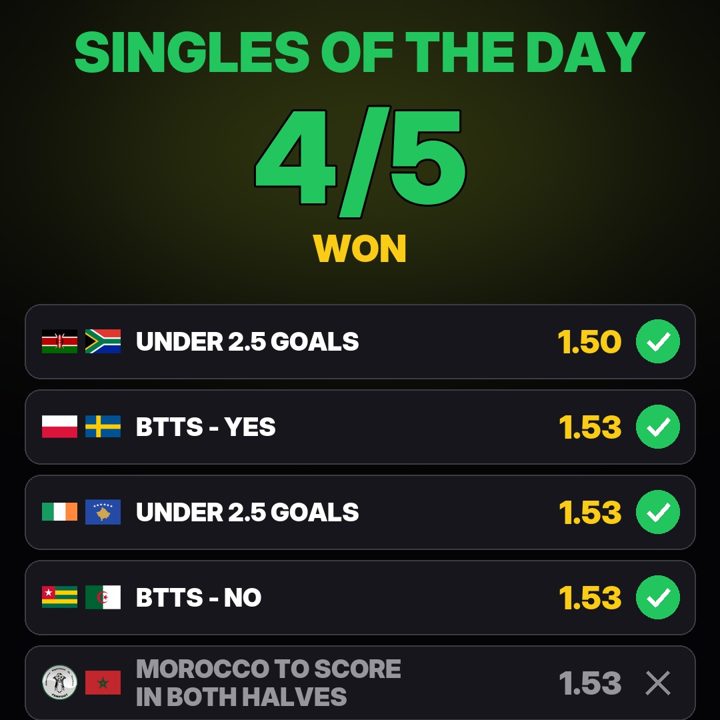 SINGLES OF THE DAY
4/5
WON
UNDER 2.5 GOALS 1.50
BTTS - YES 1.53
UNDER 2.5 GOALS 1.53
BTTS - NO 1.53
MOROCCO TO SCORE
IN BOTH HALVES 1.53